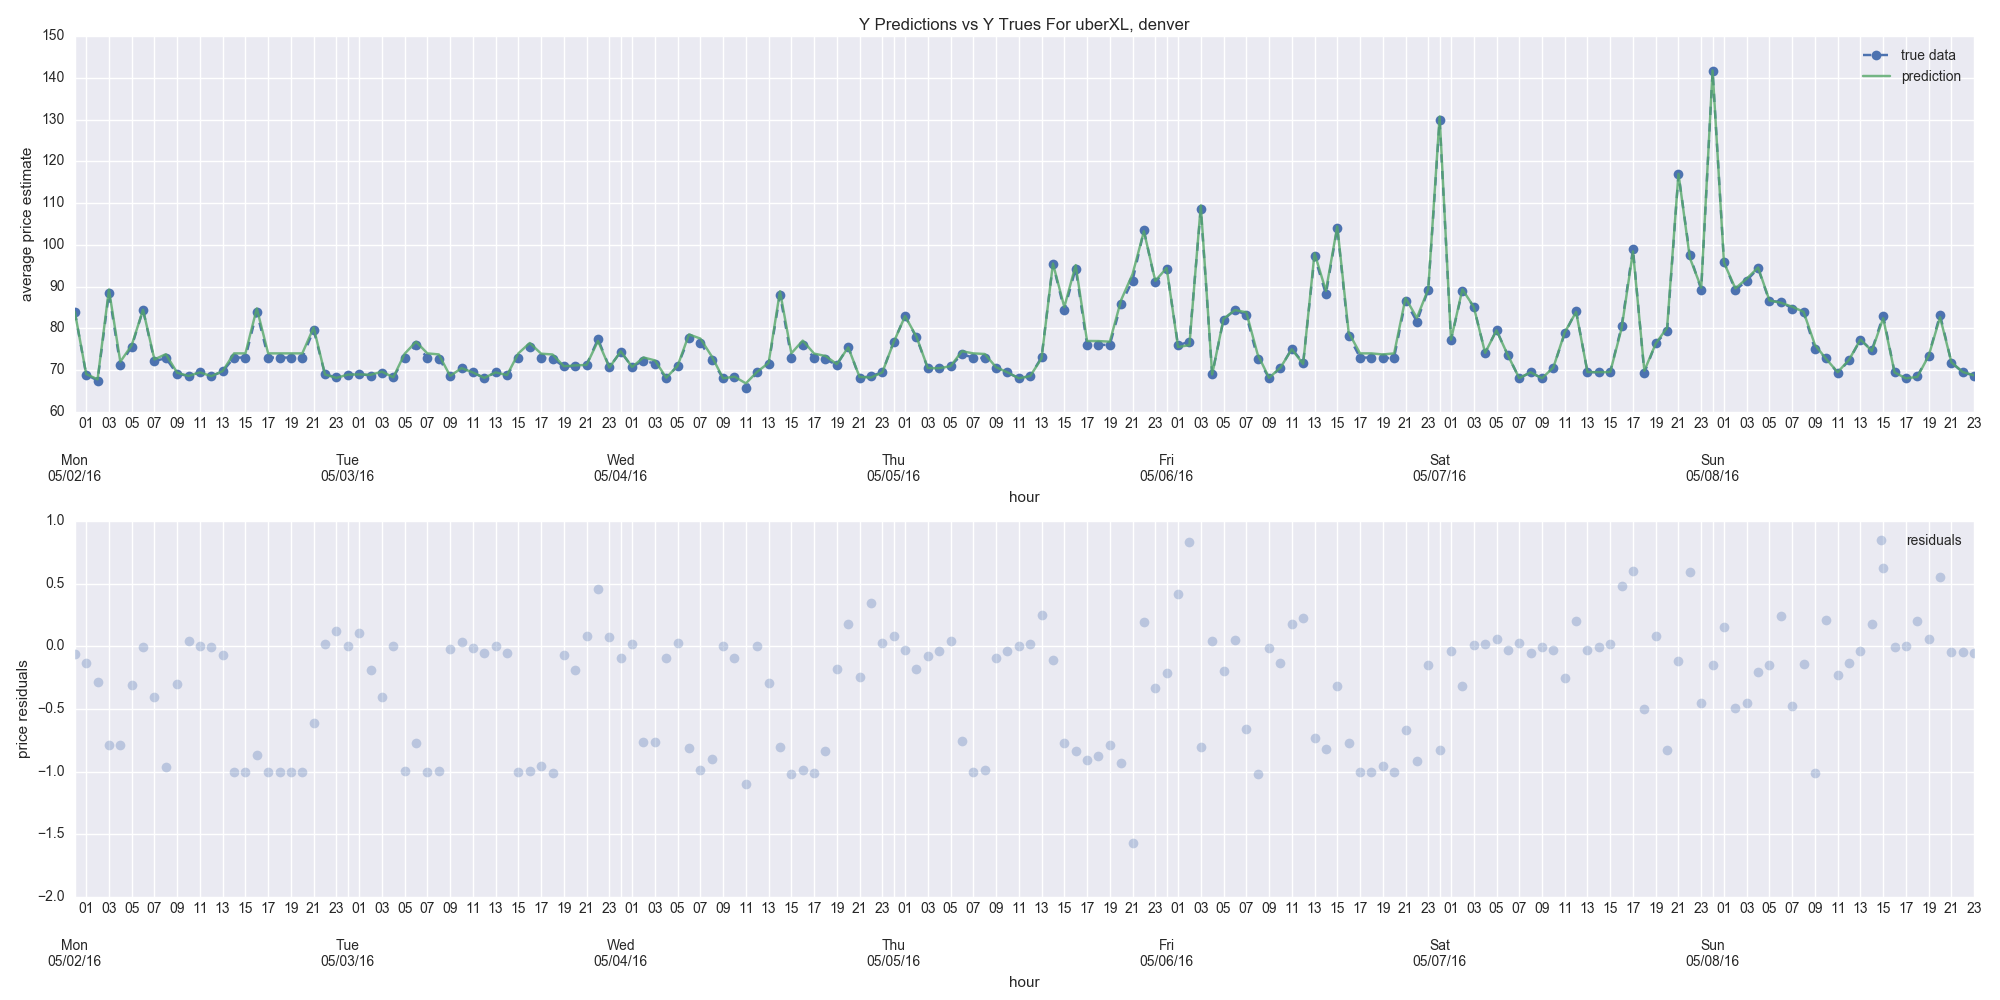 Y Predictions vs Y Trues For uberXL, denver
150
140
130
120
110
100
90
80
70
60
average price estimate
true data
prediction
01 03 05 07 09 11 13 15 17 19 21 23 01 03 05 07 09 11 13 15 17 19 21 23 01 03 05 07 09 11 13 15 17 19 21 23 01 03 05 07 09 11 13 15 17 19 21 23 01 03 05 07 09 11 13 15 17 19 21 23 01 03 05 07 09 11 13 15 17 19 21 23 01 03 05 07 09 11 13 15 17 19 21 23
Mon Tue Wed Thu Fri Sat Sun
05/02/16 05/03/16 05/04/16 05/05/16 05/06/16 05/07/16 05/08/16
hour
1.0
0.5
0.0
−0.5
−1.0
−1.5
−2.0
price residuals
residuals
01 03 05 07 09 11 13 15 17 19 21 23 01 03 05 07 09 11 13 15 17 19 21 23 01 03 05 07 09 11 13 15 17 19 21 23 01 03 05 07 09 11 13 15 17 19 21 23 01 03 05 07 09 11 13 15 17 19 21 23 01 03 05 07 09 11 13 15 17 19 21 23 01 03 05 07 09 11 13 15 17 19 21 23
Mon Tue Wed Thu Fri Sat Sun
05/02/16 05/03/16 05/04/16 05/05/16 05/06/16 05/07/16 05/08/16
hour